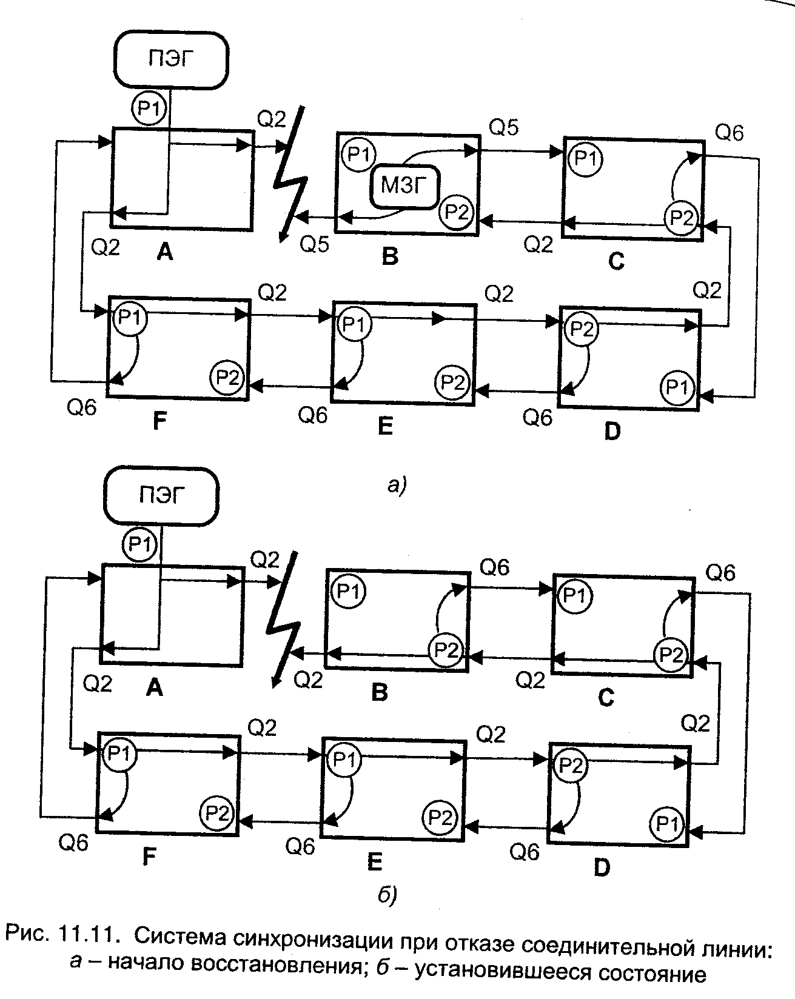 ПЭГ
P1
Q2
Q5
Q6
P1
P1
МЗГ
P2
P2
Q2
Q5
Q2
A
B
C
Q2
Q2
Q2
P1
P1
P2
P2
P2
P1
Q6
Q6
Q6
F
E
D
а)
ПЭГ
P1
Q2
Q6
Q6
P1
P1
P2
P2
Q2
Q2
Q2
A
B
C
Q2
Q2
Q2
P1
P1
P2
P2
P2
P1
Q6
Q6
Q6
F
E
D
б)
Рис. 11.11. Система синхронизации при отказе соединительной линии:
а – начало восстановления; б – установившееся состояние